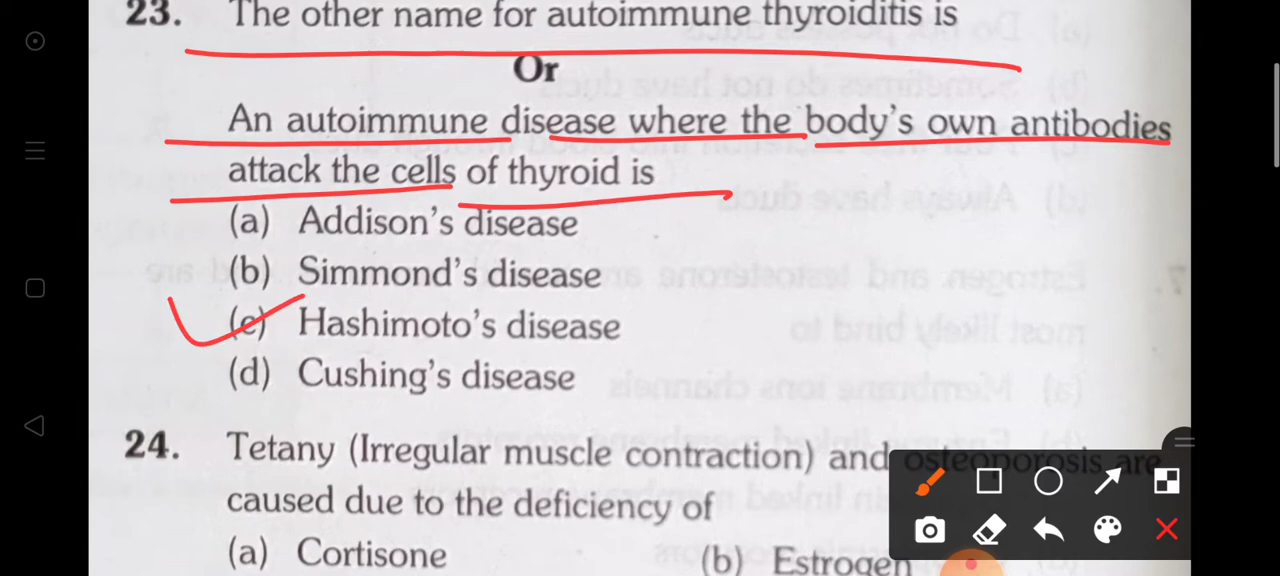 23. The other name for autoimmune thyroiditis is
Or
An autoimmune disease where the body's own antibodies
attack the cells of thyroid is
(a) Addison's disease
(b) Simmond's disease
(c) Hashimoto's disease
(d) Cushing's disease
24. Tetany (Irregular muscle contraction) and osteoporosis are
caused due to the deficiency of
(a) Cortisone (b) Estrogen